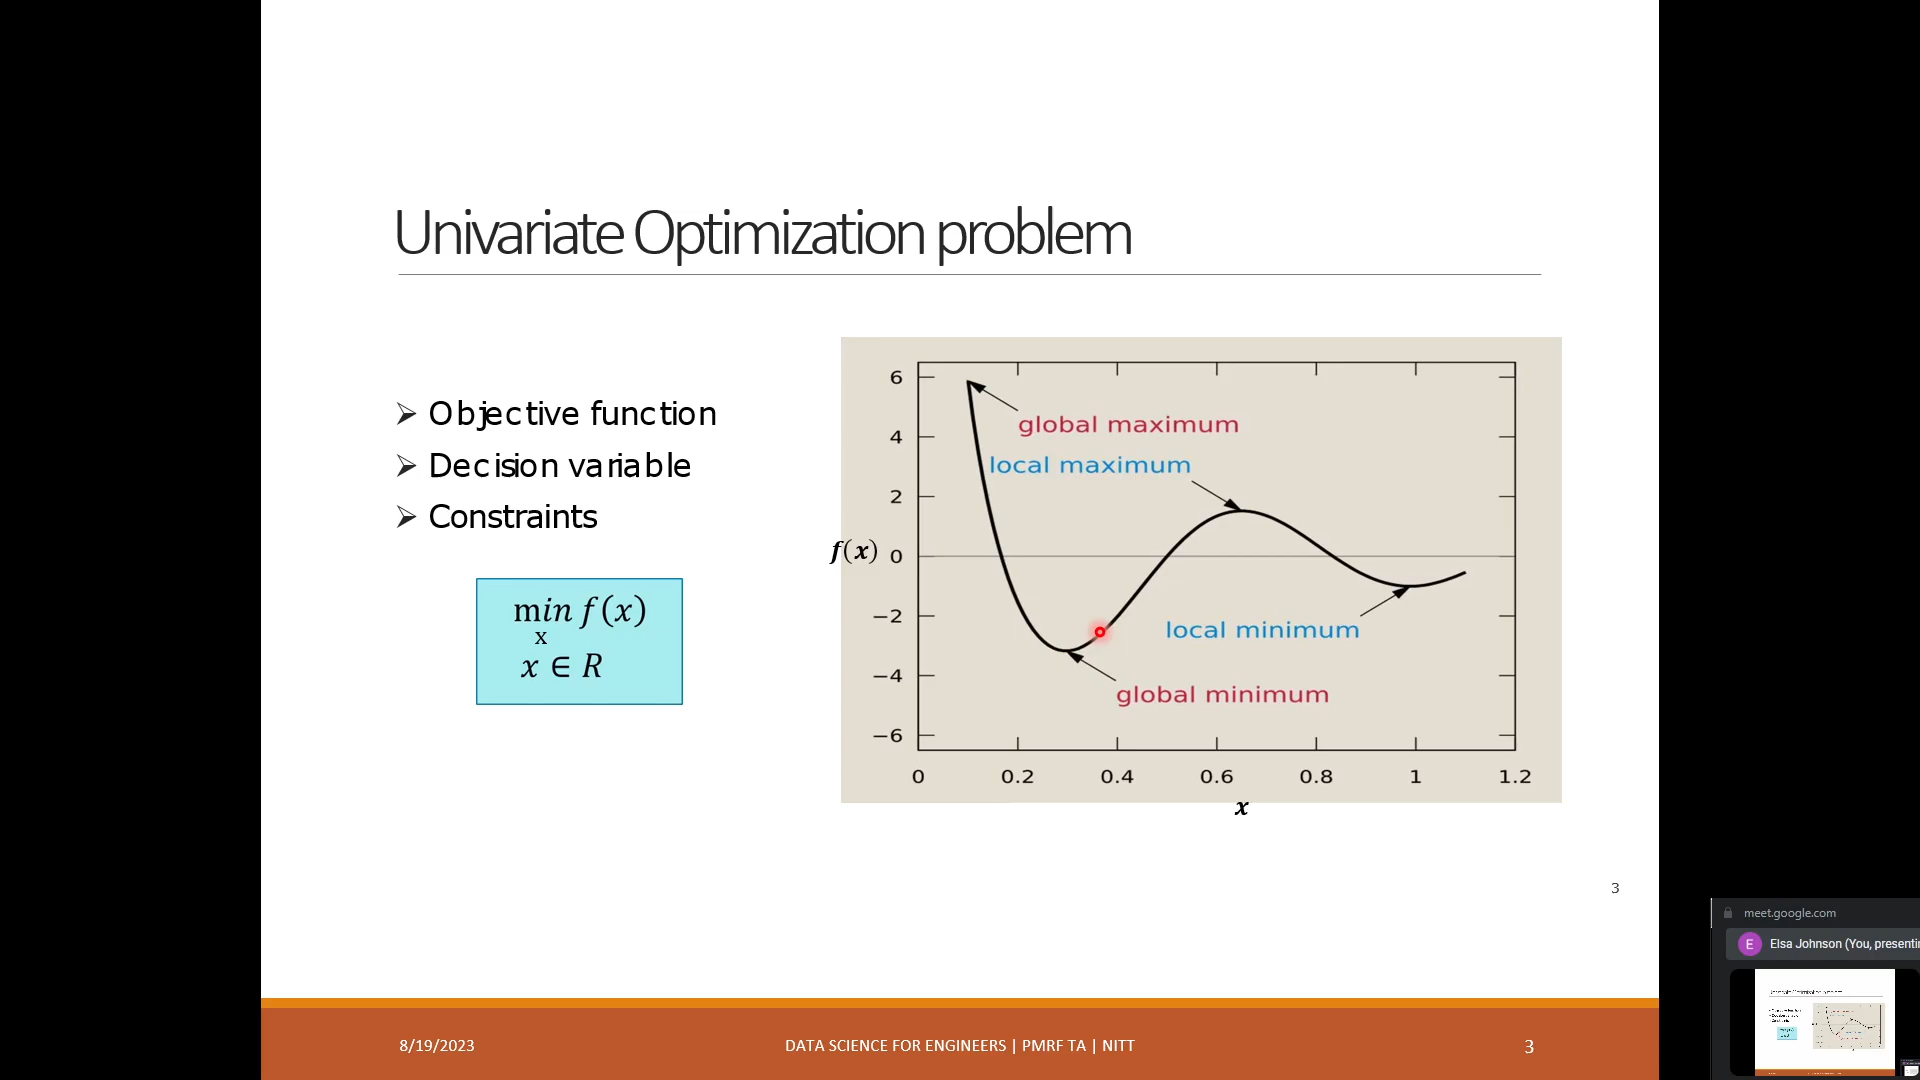 Univariate Optimization problem
➢ Objective function
➢ Decision variable
➢ Constraints
min f(x)
x
x ∈ R
f(x)
6
4
2
0
−2
−4
−6
global maximum
local maximum
local minimum
global minimum
0 0.2 0.4 0.6 0.8 1 1.2
x
3
8/19/2023 DATA SCIENCE FOR ENGINEERS | PMRF TA | NITT 3
meet.google.com
E Elsa Johnson (You, presenti